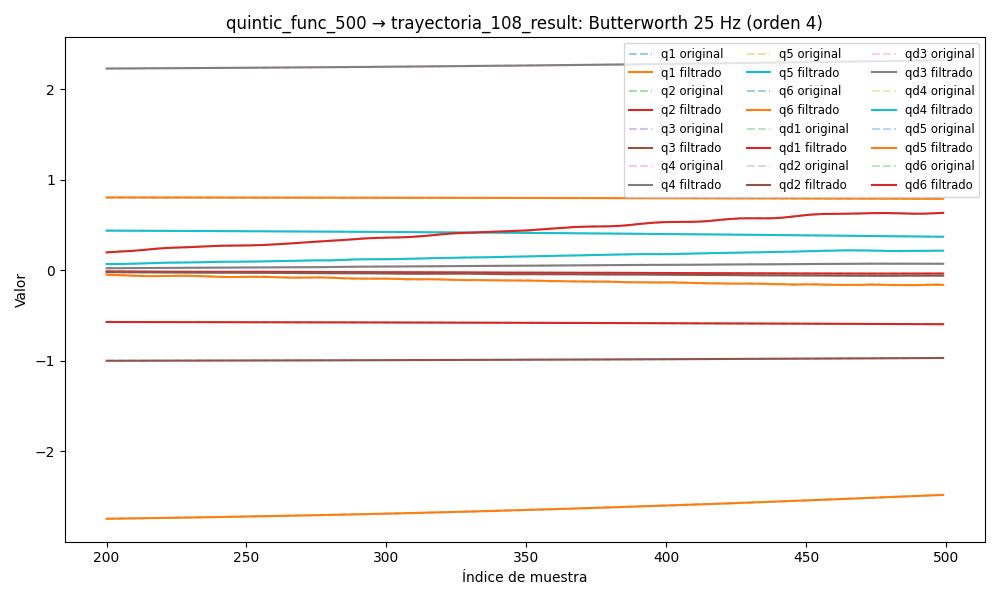 quintic_func_500 → trayectoria_108_result: Butterworth 25 Hz (orden 4)
q1 original
q1 filtrado
q2 original
q2 filtrado
q3 original
q3 filtrado
q4 original
q4 filtrado
q5 original
q5 filtrado
q6 original
q6 filtrado
qd1 original
qd1 filtrado
qd2 original
qd2 filtrado
qd3 original
qd3 filtrado
qd4 original
qd4 filtrado
qd5 original
qd5 filtrado
qd6 original
qd6 filtrado
Valor
2
1
0
−1
−2
200
250
300
350
400
450
500
Índice de muestra